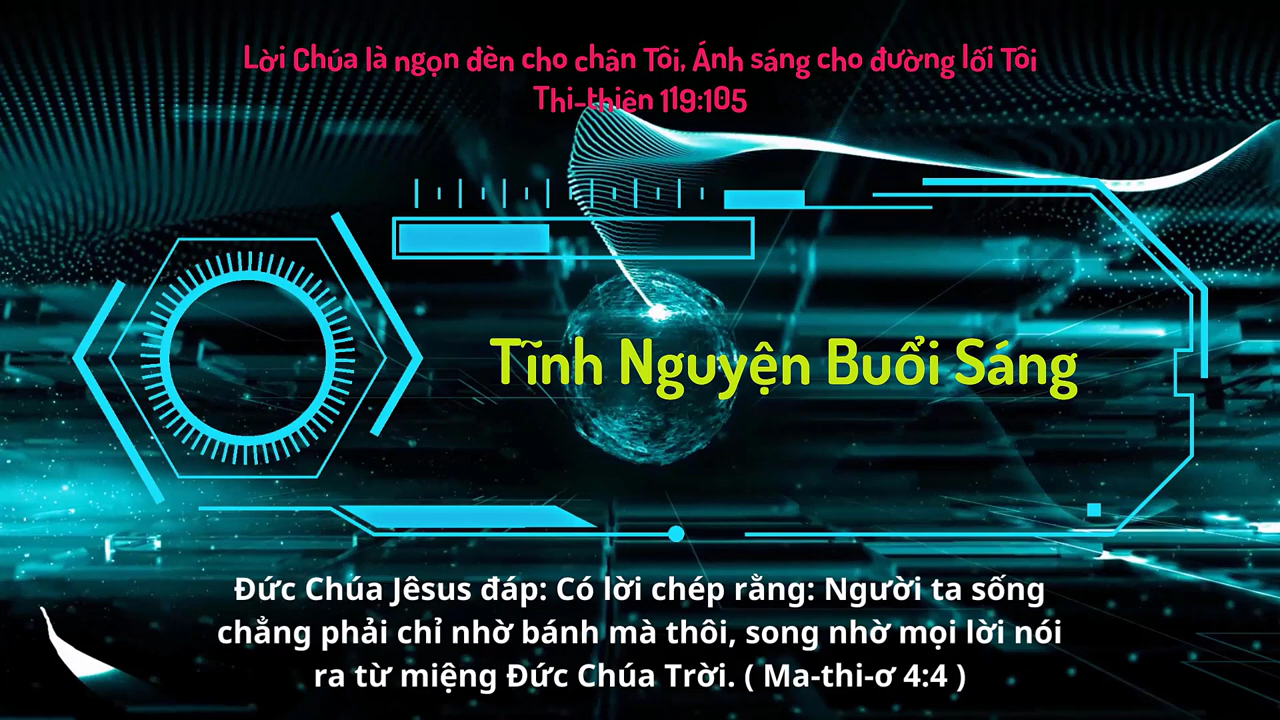 Lời Chúa là ngọn đèn cho chân Tôi, Ánh sáng cho đường lối Tôi
Thi-thiên 119:105
Tĩnh Nguyện Buổi Sáng
Đức Chúa Jêsus đáp: Có lời chép rằng: Người ta sống
chẳng phải chỉ nhờ bánh mà thôi, song nhờ mọi lời nói
ra từ miệng Đức Chúa Trời. ( Ma-thi-ơ 4:4 )